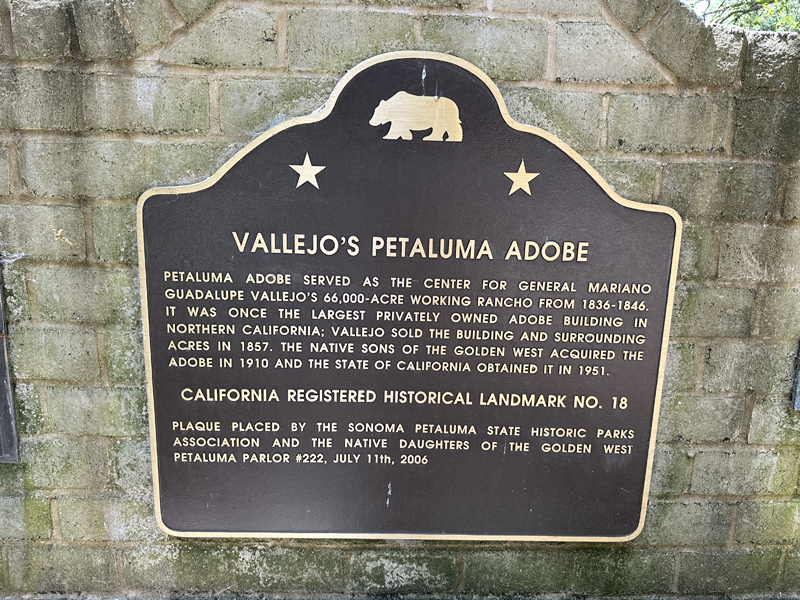 VALLEJO'S PETALUMA ADOBE
PETALUMA ADOBE SERVED AS THE CENTER FOR GENERAL MARIANO
GUADALUPE VALLEJO'S 66,000-ACRE WORKING RANCHO FROM 1836-1846.
IT WAS ONCE THE LARGEST PRIVATELY OWNED ADOBE BUILDING IN
NORTHERN CALIFORNIA; VALLEJO SOLD THE BUILDING AND SURROUNDING
ACRES IN 1857. THE NATIVE SONS OF THE GOLDEN WEST ACQUIRED THE
ADOBE IN 1910 AND THE STATE OF CALIFORNIA OBTAINED IT IN 1951.
CALIFORNIA REGISTERED HISTORICAL LANDMARK NO. 18
PLAQUE PLACED BY THE SONOMA PETALUMA STATE HISTORIC PARKS
ASSOCIATION AND THE NATIVE DAUGHTERS OF THE GOLDEN WEST
PETALUMA PARLOR #222, JULY 11th, 2006